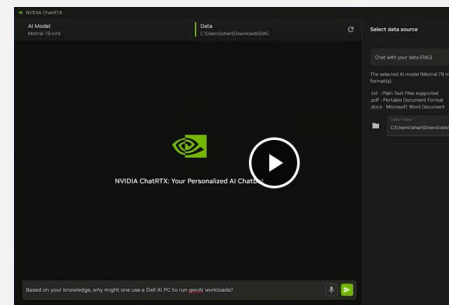 NVIDIA ChatRTX
AI Model
Mistral 7B int4
Data
C:\Users\ishan\Downloads\RAG
Select data source
Chat with your data (RAG)
The selected AI model (Mistral 7B in
format(s):
.txt - Plain Text Files supported
.pdf - Portable Document Format
.docx - Microsoft Word Document
Data Folder
C:\Users\ishan\Downloads
NVIDIA ChatRTX: Your Personalized AI Chatbot
Based on your knowledge, why might one use a Dell AI PC to run genAI workloads?